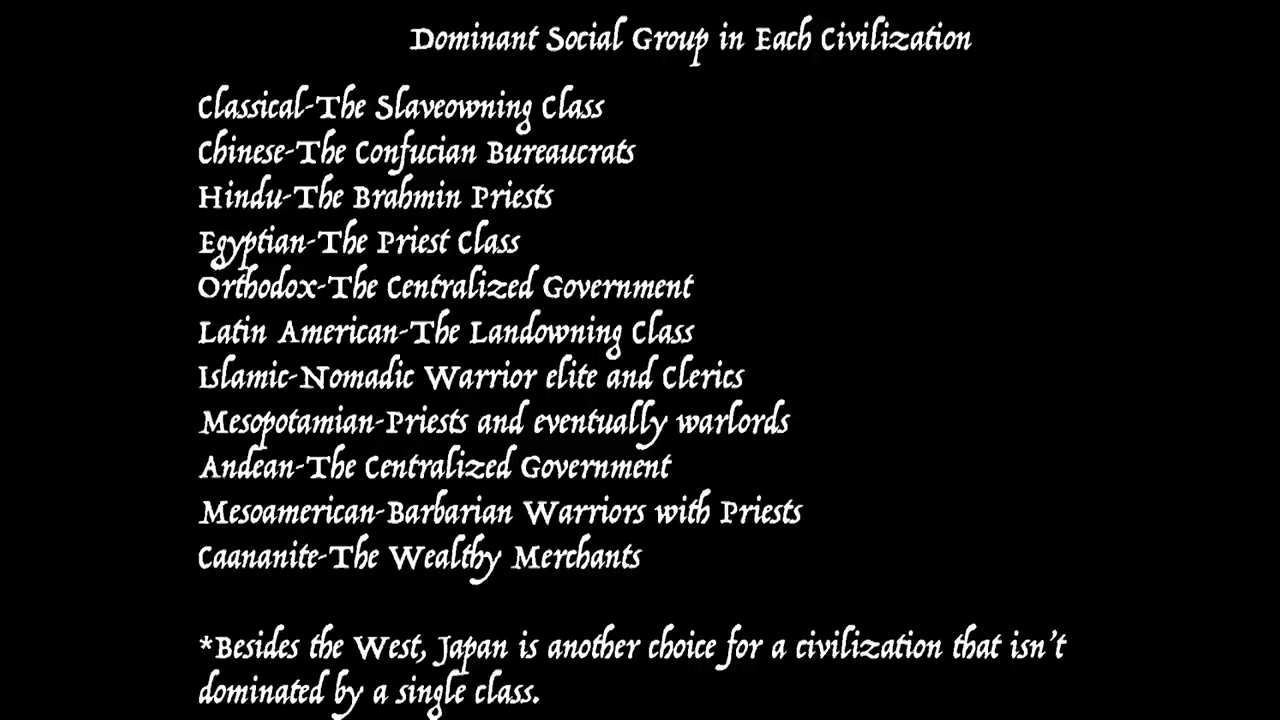 Dominant Social Group in Each Civilization
Classical-The Slaveowning Class
Chinese-The Confucian Bureaucrats
Hindu-The Brahmin Priests
Egyptian-The Priest Class
Orthodox-The Centralized Government
Latin American-The Landowning Class
Islamic-Nomadic Warrior elite and Clerics
Mesopotamian-Priests and eventually warlords
Andean-The Centralized Government
Mesoamerican-Barbarian Warriors with Priests
Caananite-The Wealthy Merchants
*Besides the West, Japan is another choice for a civilization that isn't
dominated by a single class.